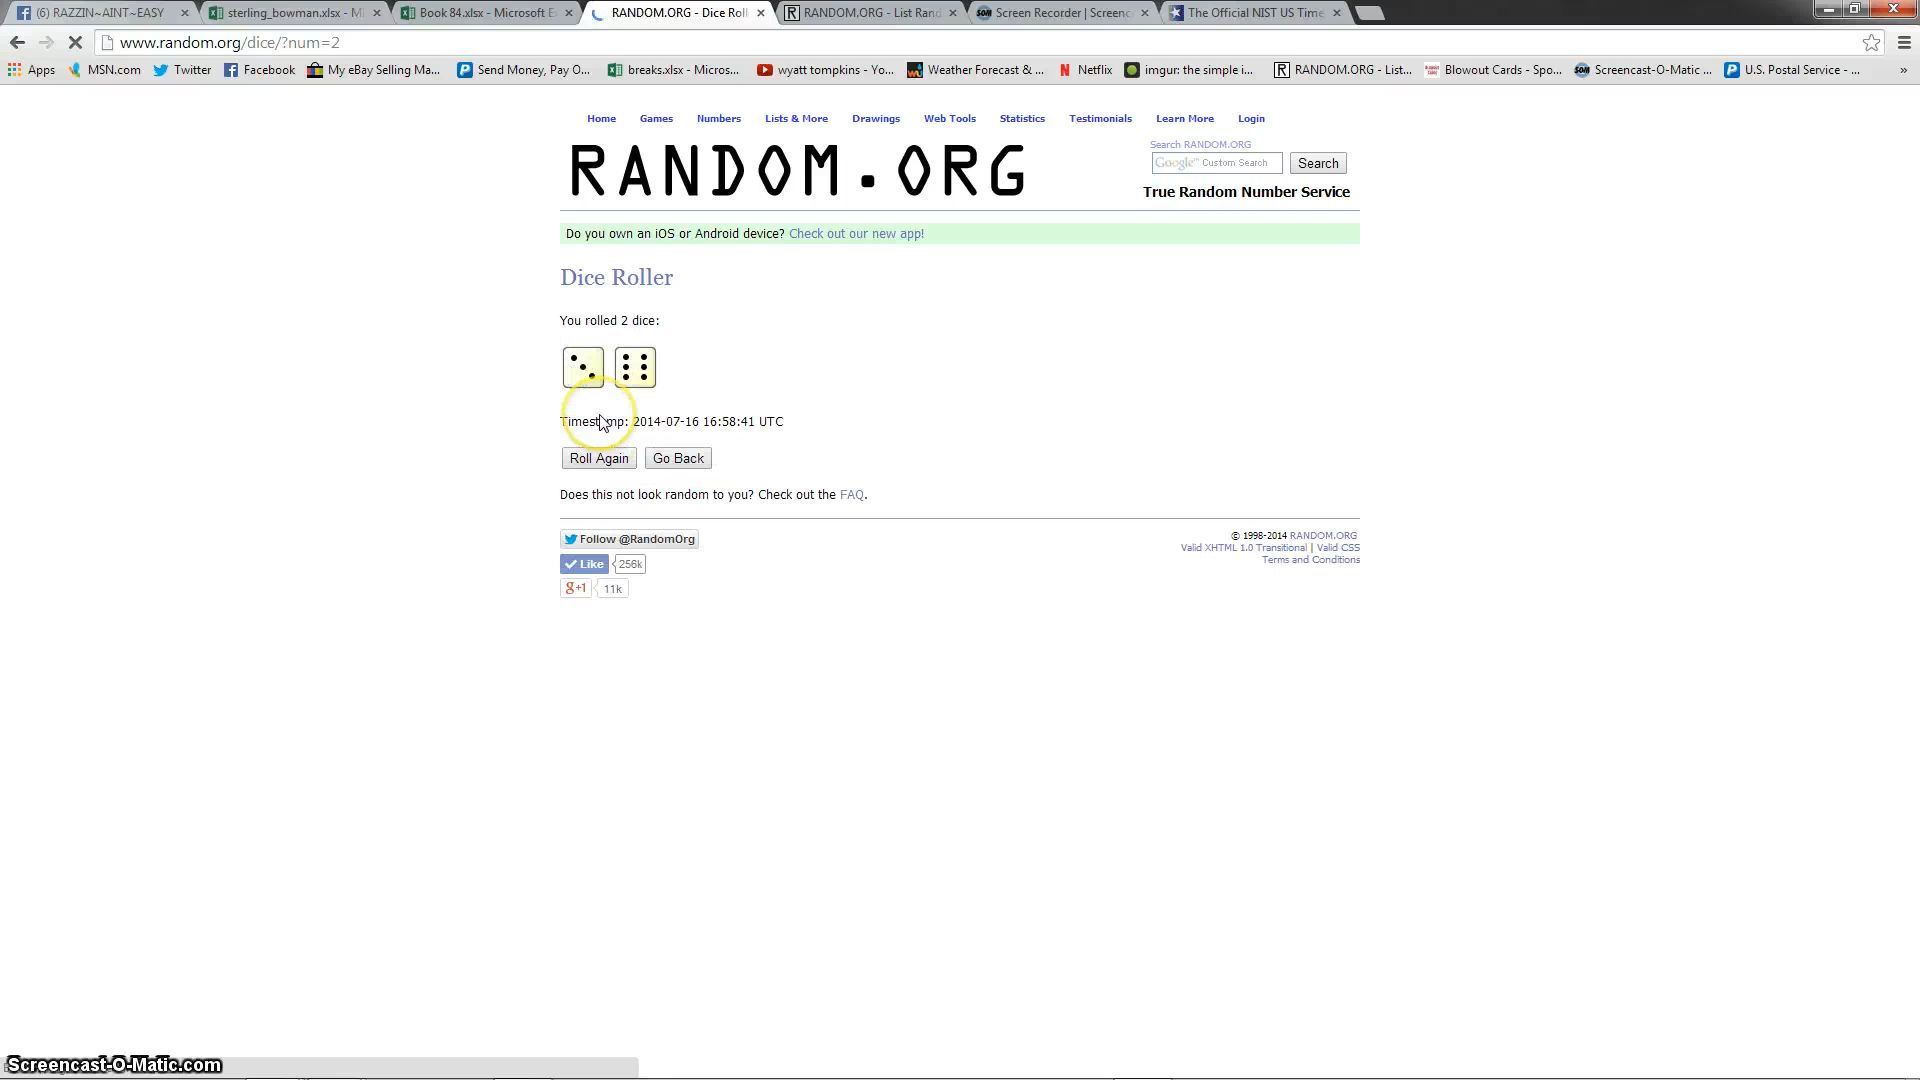 (6) RAZZIN~AINT~EASY
sterling_bowman.xlsx - Mi
Book 84.xlsx - Microsoft E
RANDOM.ORG - Dice Roll
RANDOM.ORG - List Rand
Screen Recorder | Screenc
The Official NIST US Time
www.random.org/dice/?num=2
Apps
MSN.com
Twitter
Facebook
My eBay Selling Ma...
Send Money, Pay O...
breaks.xlsx - Micros...
wyatt tompkins - Yo...
Weather Forecast & ...
Netflix
imgur: the simple i...
RANDOM.ORG - List...
Blowout Cards - Spo...
Screencast-O-Matic ...
U.S. Postal Service - ...
»
Home Games Numbers Lists & More Drawings Web Tools Statistics Testimonials Learn More Login
RANDOM.ORG
Search RANDOM.ORG
Google™ Custom Search
Search
True Random Number Service
Do you own an iOS or Android device? Check out our new app!
Dice Roller
You rolled 2 dice:
Timestamp: 2014-07-16 16:58:41 UTC
Roll Again
Go Back
Does this not look random to you? Check out the FAQ.
Follow @RandomOrg
Like 256k
g+1 11k
© 1998-2014 RANDOM.ORG
Valid XHTML 1.0 Transitional | Valid CSS
Terms and Conditions
Screencast-O-Matic.com